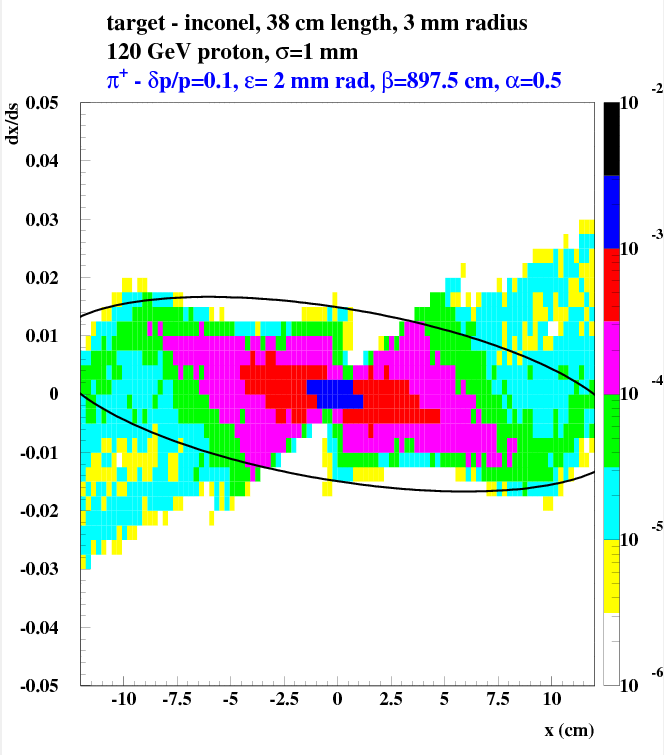 target - inconel, 38 cm length, 3 mm radius
120 GeV proton, σ=1 mm
π⁺ - δp/p=0.1, ε= 2 mm rad, β=897.5 cm, α=0.5
dx/ds
0.05
0.04
0.03
0.02
0.01
0
-0.01
-0.02
-0.03
-0.04
-0.05
-10 -7.5 -5 -2.5 0 2.5 5 7.5 10
x (cm)
10⁻²
10⁻³
10⁻⁴
10⁻⁵
10⁻⁶